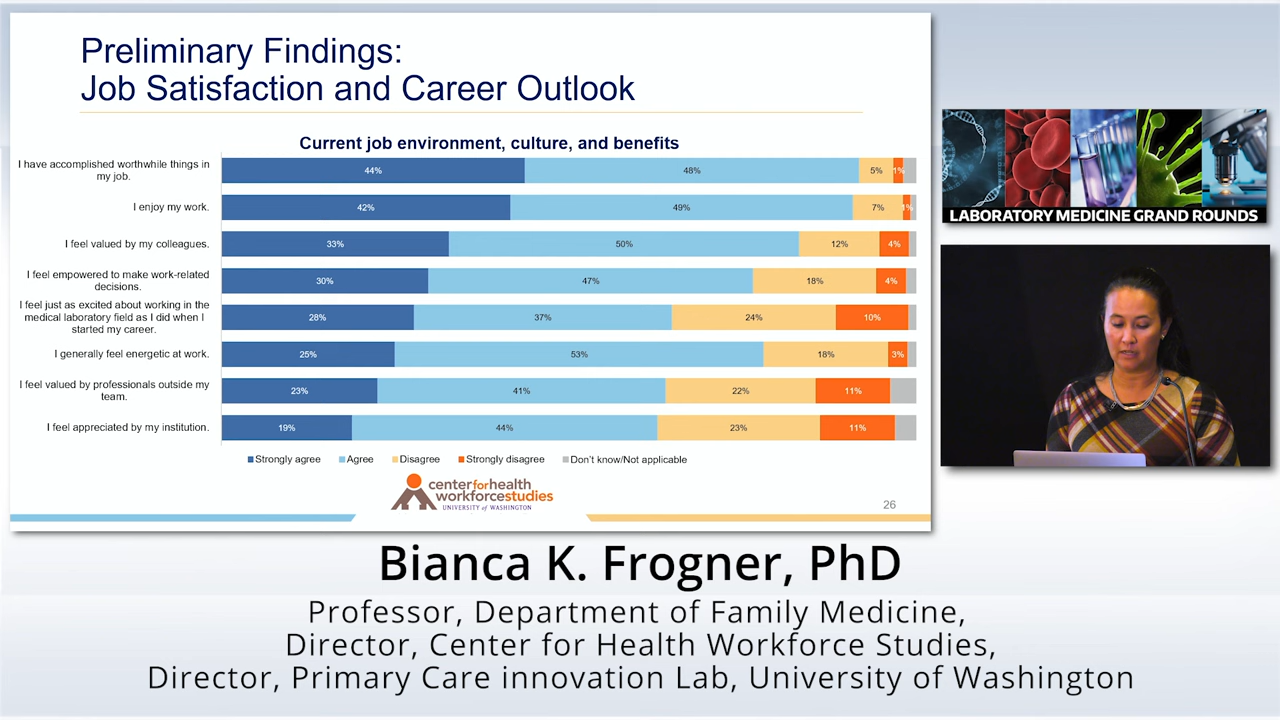 Preliminary Findings:
Job Satisfaction and Career Outlook
Current job environment, culture, and benefits
I have accomplished worthwhile things in
my job.
44% 48% 5% 1%
I enjoy my work.
42% 49% 7% 1%
I feel valued by my colleagues.
33% 50% 12% 4%
I feel empowered to make work-related
decisions.
30% 47% 18% 4%
I feel just as excited about working in the
medical laboratory field as I did when I
started my career.
28% 37% 24% 10%
I generally feel energetic at work.
25% 53% 18% 3%
I feel valued by professionals outside my
team.
23% 41% 22% 11%
I feel appreciated by my institution.
19% 44% 23% 11%
Strongly agree Agree Disagree Strongly disagree Don't know/Not applicable
centerforhealth
workforcestudies
UNIVERSITY of WASHINGTON
26
LABORATORY MEDICINE GRAND ROUNDS
Bianca K. Frogner, PhD
Professor, Department of Family Medicine,
Director, Center for Health Workforce Studies,
Director, Primary Care innovation Lab, University of Washington